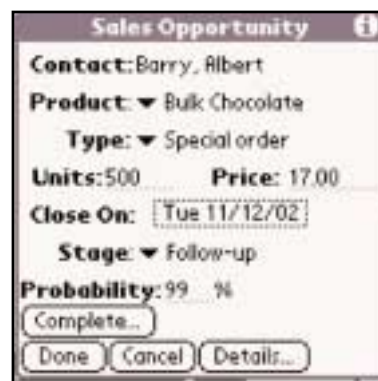 Sales Opportunity
Contact: Barry, Albert
Product: Bulk Chocolate
Type: Special order
Units: 500 Price: 17.00
Close On: Tue 11/12/02
Stage: Follow-up
Probability: 99 %
Complete...
Done Cancel Details...